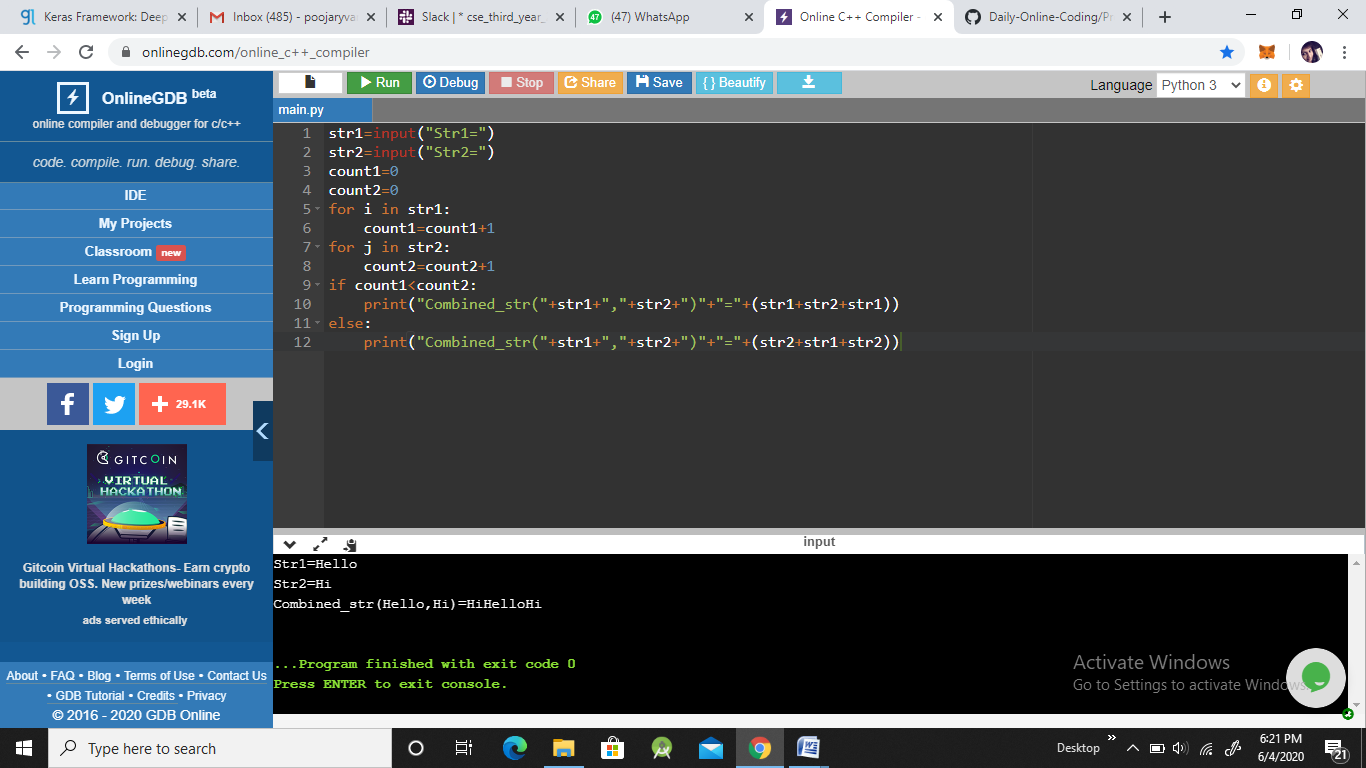 Keras Framework: Deep
Inbox (485) - poojaryva
Slack | * cse_third_year_
(47) WhatsApp
Online C++ Compiler -
Daily-Online-Coding/Pr
onlinegdb.com/online_c++_compiler
OnlineGDB beta
online compiler and debugger for c/c++
code. compile. run. debug. share.
IDE
My Projects
Classroom new
Learn Programming
Programming Questions
Sign Up
Login
29.1K
GITCOIN
VIRTUAL
HACKATHON
Gitcoin Virtual Hackathons- Earn crypto
building OSS. New prizes/webinars every
week
ads served ethically
About • FAQ • Blog • Terms of Use • Contact Us
• GDB Tutorial • Credits • Privacy
© 2016 - 2020 GDB Online
Run Debug Stop Share Save { } Beautify
Language Python 3
main.py
1 str1=input("Str1=")
2 str2=input("Str2=")
3 count1=0
4 count2=0
5 for i in str1:
6     count1=count1+1
7 for j in str2:
8     count2=count2+1
9 if count1<count2:
10     print("Combined_str("+str1+","+str2+")"+"="+(str1+str2+str1))
11 else:
12     print("Combined_str("+str1+","+str2+")"+"="+(str2+str1+str2))
input
Str1=Hello
Str2=Hi
Combined_str(Hello,Hi)=HiHelloHi
...Program finished with exit code 0
Press ENTER to exit console.
Activate Windows
Go to Settings to activate Windows.
Type here to search
Desktop
6:21 PM
6/4/2020
21